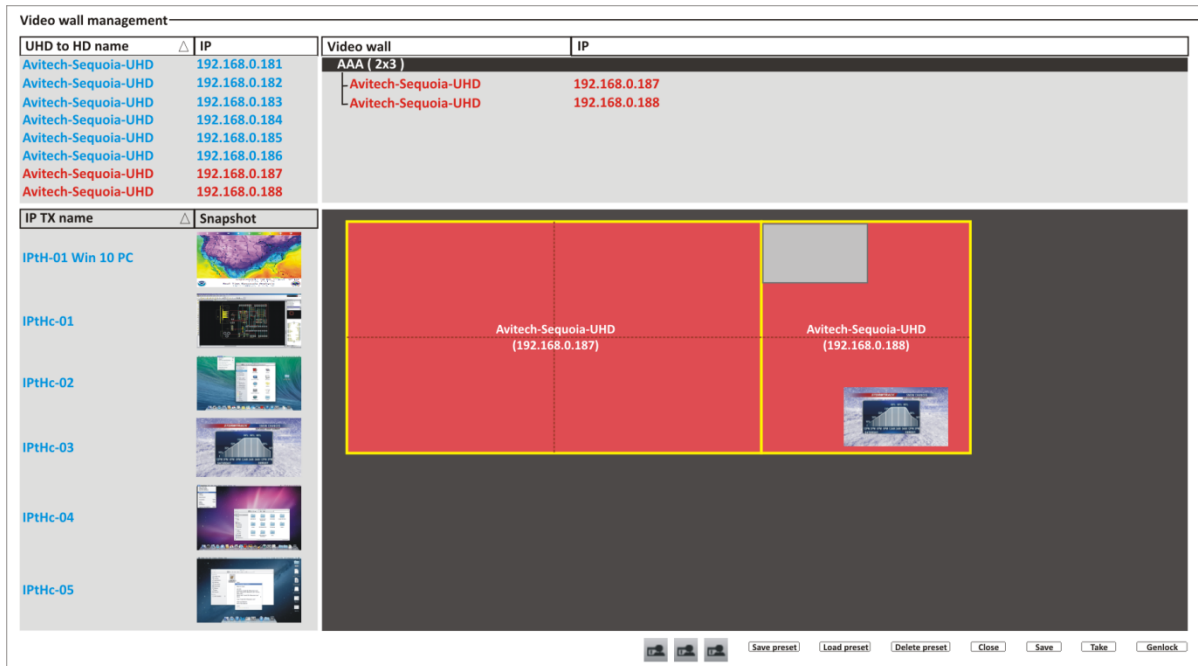 Video wall management
UHD to HD name △ IP
Avitech-Sequoia-UHD 192.168.0.181
Avitech-Sequoia-UHD 192.168.0.182
Avitech-Sequoia-UHD 192.168.0.183
Avitech-Sequoia-UHD 192.168.0.184
Avitech-Sequoia-UHD 192.168.0.185
Avitech-Sequoia-UHD 192.168.0.186
Avitech-Sequoia-UHD 192.168.0.187
Avitech-Sequoia-UHD 192.168.0.188
Video wall IP
AAA ( 2x3 )
Avitech-Sequoia-UHD 192.168.0.187
Avitech-Sequoia-UHD 192.168.0.188
IP TX name △ Snapshot
IPtH-01 Win 10 PC
IPtHc-01
IPtHc-02
IPtHc-03
IPtHc-04
IPtHc-05
Avitech-Sequoia-UHD
(192.168.0.187)
Avitech-Sequoia-UHD
(192.168.0.188)
Save preset Load preset Delete preset Close Save Take Genlock